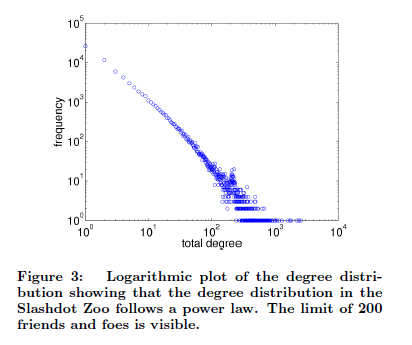 10^5
10^4
10^3
10^2
10^1
10^0
frequency
10^0 10^1 10^2 10^3 10^4
total degree
Figure 3: Logarithmic plot of the degree distri-
bution showing that the degree distribution in the
Slashdot Zoo follows a power law. The limit of 200
friends and foes is visible.